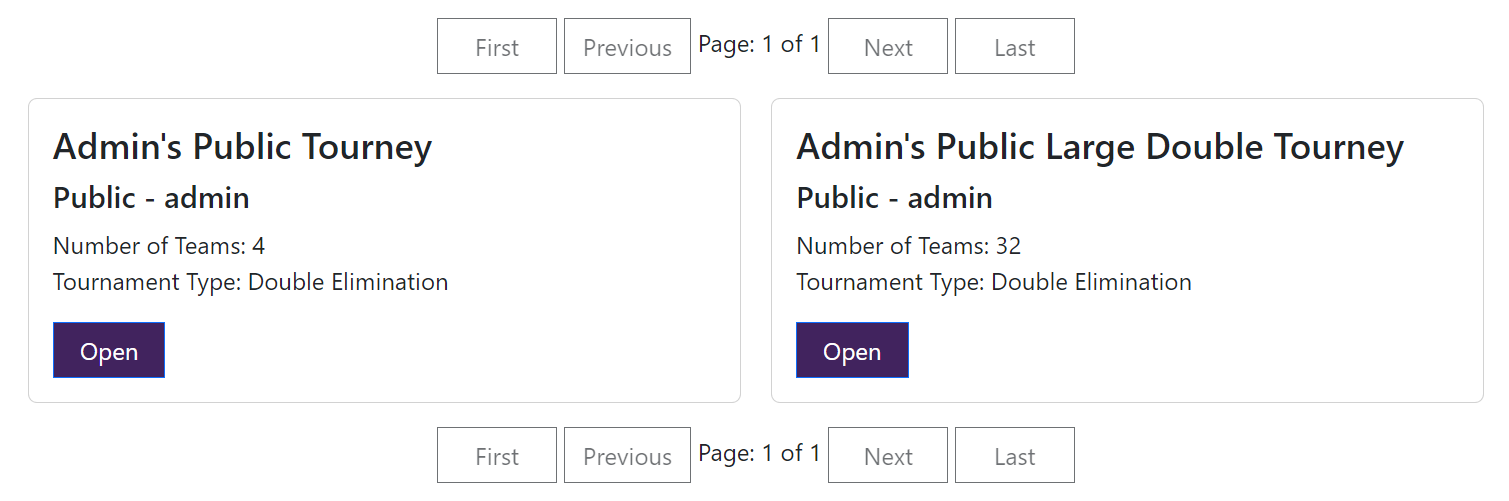 First Previous Page: 1 of 1 Next Last
Admin's Public Tourney
Public - admin
Number of Teams: 4
Tournament Type: Double Elimination
Open
Admin's Public Large Double Tourney
Public - admin
Number of Teams: 32
Tournament Type: Double Elimination
Open
First Previous Page: 1 of 1 Next Last